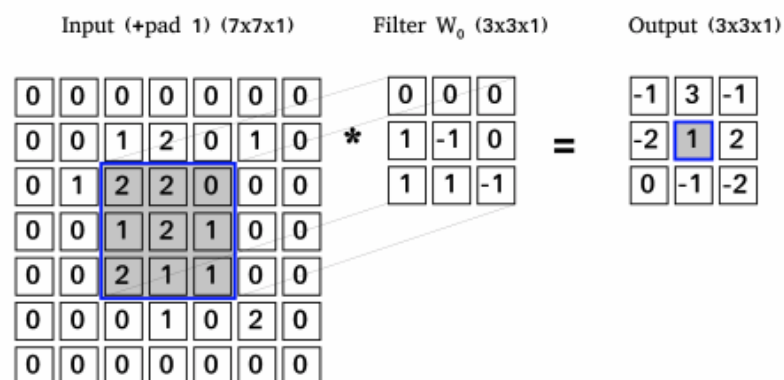 Input (+pad 1) (7x7x1) Filter W₀ (3x3x1) Output (3x3x1)
0 0 0 0 0 0 0 0 0 0 -1 3 -1
0 0 1 2 0 1 0 * 1 -1 0 = -2 1 2
0 1 2 2 0 0 0 1 1 -1 0 -1 -2
0 0 1 2 1 0 0
0 0 2 1 1 0 0
0 0 0 1 0 2 0
0 0 0 0 0 0 0